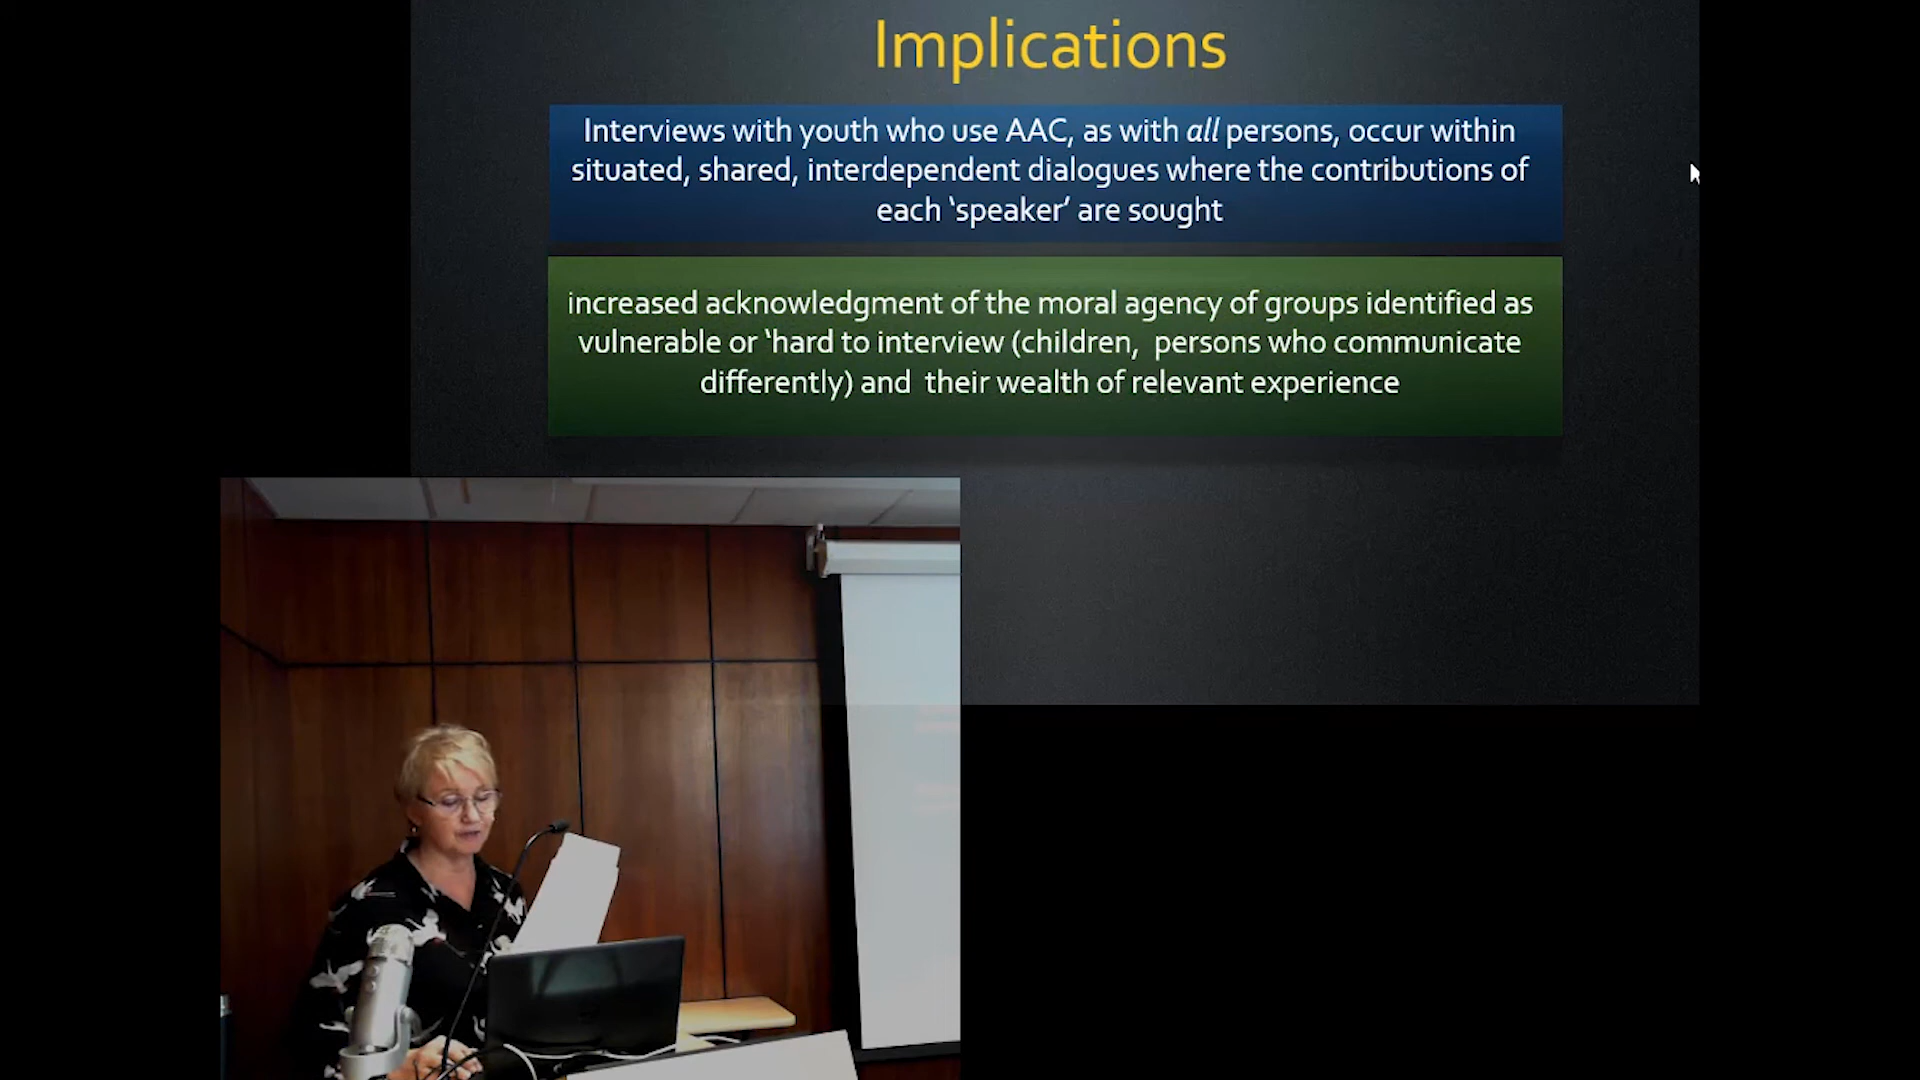 Implications
Interviews with youth who use AAC, as with all persons, occur within
situated, shared, interdependent dialogues where the contributions of
each ‘speaker’ are sought
increased acknowledgment of the moral agency of groups identified as
vulnerable or ‘hard to interview (children,  persons who communicate
differently) and  their wealth of relevant experience